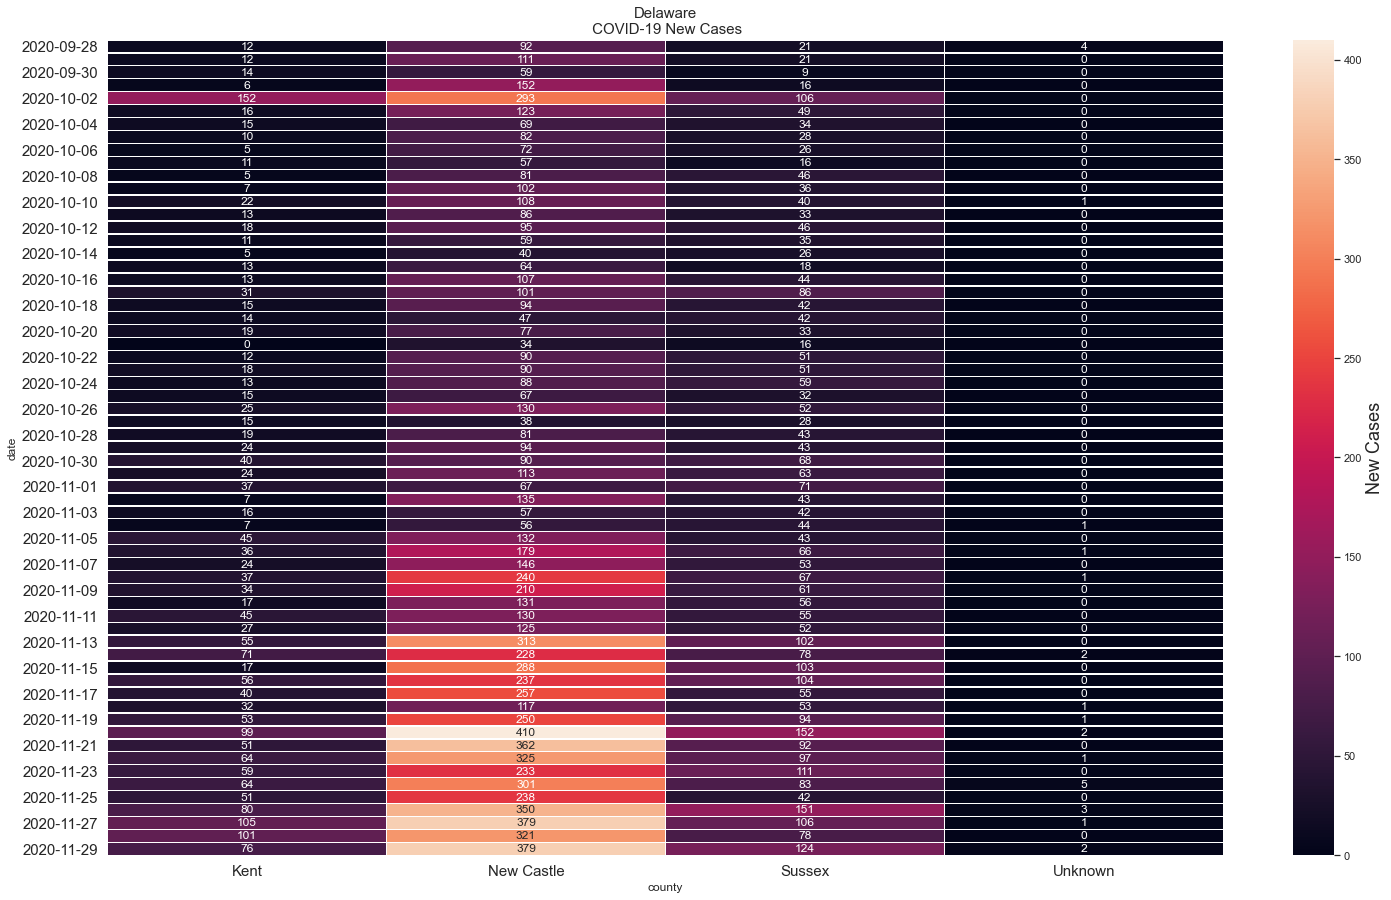 Delaware
COVID-19 New Cases
2020-09-28 12 92 21 4
12 111 21 0
2020-09-30 14 59 9 0
6 152 16 0
2020-10-02 152 293 106 0
16 123 49 0
2020-10-04 15 69 34 0
10 82 28 0
2020-10-06 5 72 26 0
11 57 16 0
2020-10-08 5 81 46 0
7 102 36 0
2020-10-10 22 108 40 1
13 86 33 0
2020-10-12 18 95 46 0
11 59 35 0
2020-10-14 5 40 26 0
13 64 18 0
2020-10-16 13 107 44 0
31 101 86 0
2020-10-18 15 94 42 0
14 47 42 0
2020-10-20 19 77 33 0
0 34 16 0
2020-10-22 12 90 51 0
18 90 51 0
2020-10-24 13 88 59 0
15 67 32 0
2020-10-26 25 130 52 0
15 38 28 0
2020-10-28 19 81 43 0
24 94 43 0
2020-10-30 40 90 68 0
24 113 63 0
2020-11-01 37 67 71 0
7 135 43 0
2020-11-03 16 57 42 0
7 56 44 1
2020-11-05 45 132 43 0
36 179 66 1
2020-11-07 24 146 53 0
37 240 67 1
2020-11-09 34 210 61 0
17 131 56 0
2020-11-11 45 130 55 0
27 125 52 0
2020-11-13 55 313 102 0
71 228 78 2
2020-11-15 17 288 103 0
56 237 104 0
2020-11-17 40 257 55 0
32 117 53 1
2020-11-19 53 250 94 1
99 410 152 2
2020-11-21 51 362 92 0
64 325 97 1
2020-11-23 59 233 111 0
64 301 83 5
2020-11-25 51 238 42 0
80 350 151 3
2020-11-27 105 379 106 1
101 321 78 0
2020-11-29 76 379 124 2
Kent New Castle Sussex Unknown
county
date
400
350
300
250
200
150
100
50
0
New Cases